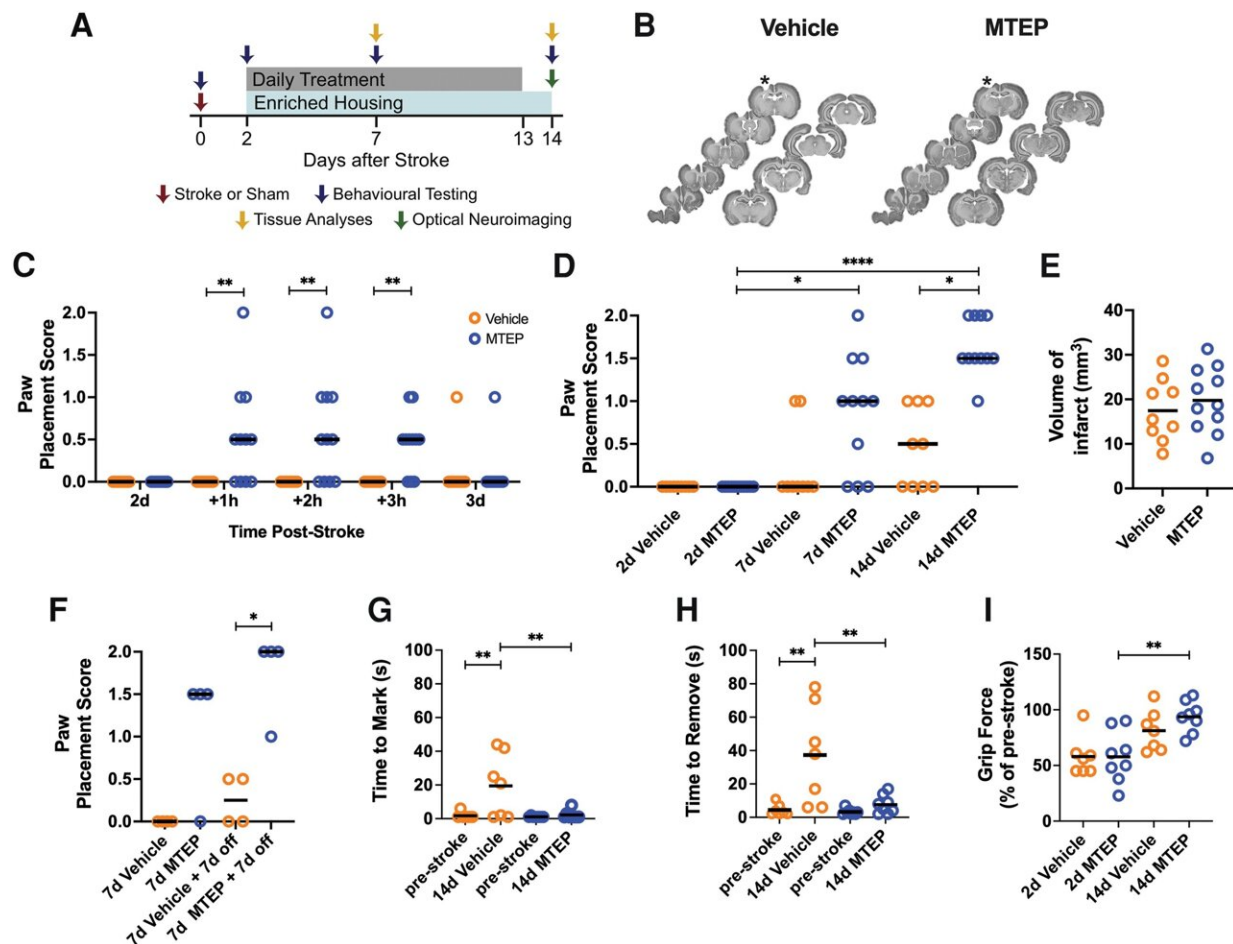 A
Daily Treatment
Enriched Housing
0 2 7 13 14
Days after Stroke
Stroke or Sham Behavioural Testing
Tissue Analyses Optical Neuroimaging
B
Vehicle MTEP
* *
C
** ** **
Paw
Placement Score
2.0
1.5
1.0
0.5
0.0
Vehicle
MTEP
2d +1h +2h +3h 3d
Time Post-Stroke
D
****
* *
Paw
Placement Score
2.0
1.5
1.0
0.5
0.0
2d Vehicle
2d MTEP
7d Vehicle
7d MTEP
14d Vehicle
14d MTEP
E
Volume of
infarct (mm³)
40
30
20
10
0
Vehicle
MTEP
F
*
Paw
Placement Score
2.0
1.5
1.0
0.5
0.0
7d Vehicle
7d MTEP
7d Vehicle + 7d off
7d MTEP + 7d off
G
**
**
Time to Mark (s)
100
80
60
40
20
0
pre-stroke
14d Vehicle
pre-stroke
14d MTEP
H
**
**
Time to Remove (s)
100
80
60
40
20
0
pre-stroke
14d Vehicle
pre-stroke
14d MTEP
I
**
Grip Force
(% of pre-stroke)
150
100
50
0
2d Vehicle
2d MTEP
14d Vehicle
14d MTEP